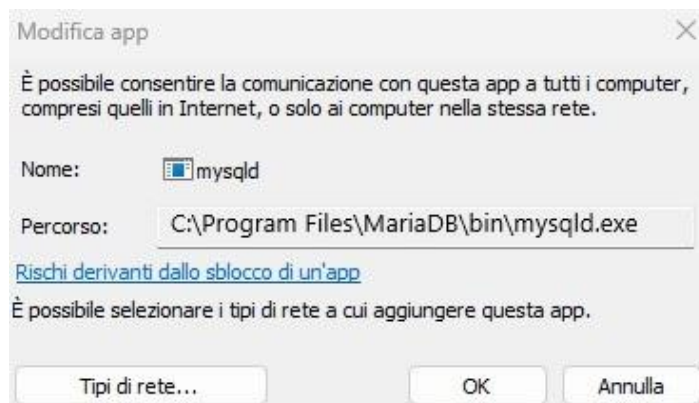 Modifica app
È possibile consentire la comunicazione con questa app a tutti i computer,
compresi quelli in Internet, o solo ai computer nella stessa rete.
Nome: mysqld
Percorso: C:\Program Files\MariaDB\bin\mysqld.exe
Rischi derivanti dallo sblocco di un'app
È possibile selezionare i tipi di rete a cui aggiungere questa app.
Tipi di rete... OK Annulla